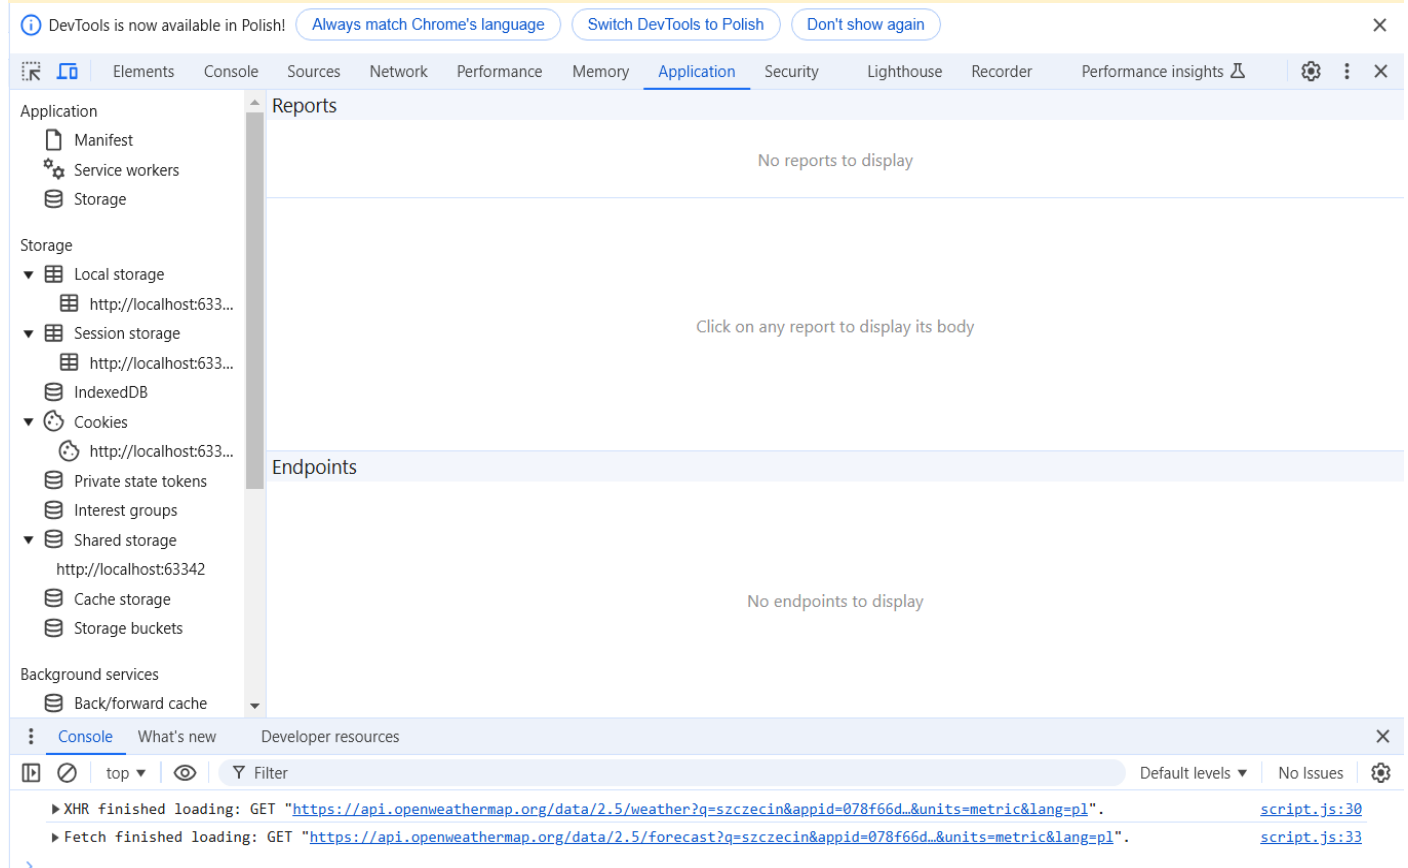 DevTools is now available in Polish! Always match Chrome's language Switch DevTools to Polish Don't show again
Elements Console Sources Network Performance Memory Application Security Lighthouse Recorder Performance insights
Application
Manifest
Service workers
Storage
Storage
Local storage
http://localhost:633...
Session storage
http://localhost:633...
IndexedDB
Cookies
http://localhost:633...
Private state tokens
Interest groups
Shared storage
http://localhost:63342
Cache storage
Storage buckets
Background services
Back/forward cache
Reports
No reports to display
Click on any report to display its body
Endpoints
No endpoints to display
Console What's new Developer resources
top Filter Default levels No Issues
XHR finished loading: GET "https://api.openweathermap.org/data/2.5/weather?q=szczecin&appid=078f66d…&units=metric&lang=pl". script.js:30
Fetch finished loading: GET "https://api.openweathermap.org/data/2.5/forecast?q=szczecin&appid=078f66d…&units=metric&lang=pl". script.js:33